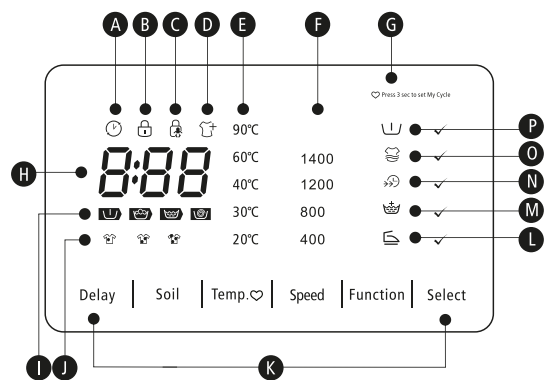 A B C D E F G
♡ Press 3 sec to set My Cycle
90℃
P
H 8:88 60℃ 1400
O
40℃ 1200
N
I 30℃ 800
M
J 20℃ 400
L
Delay | Soil | Temp.♡ | Speed | Function | Select
I J K